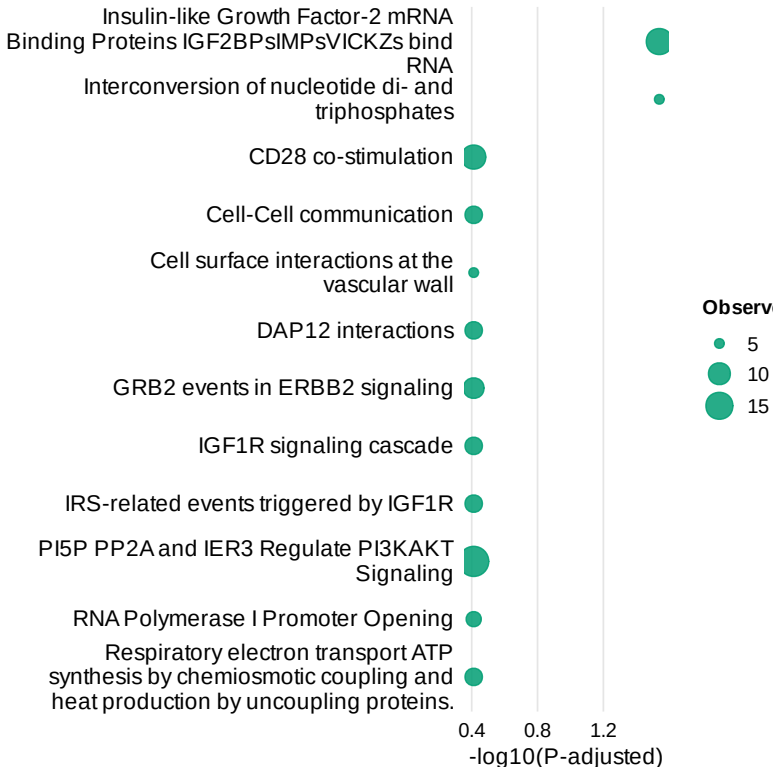 Insulin-like Growth Factor-2 mRNA
Binding Proteins IGF2BPsIMPsVICKZs bind
RNA
Interconversion of nucleotide di- and
triphosphates
CD28 co-stimulation
Cell-Cell communication
Cell surface interactions at the
vascular wall
DAP12 interactions
GRB2 events in ERBB2 signaling
IGF1R signaling cascade
IRS-related events triggered by IGF1R
PI5P PP2A and IER3 Regulate PI3KAKT
Signaling
RNA Polymerase I Promoter Opening
Respiratory electron transport ATP
synthesis by chemiosmotic coupling and
heat production by uncoupling proteins.
0.4 0.8 1.2
-log10(P-adjusted)
Observe
5
10
15